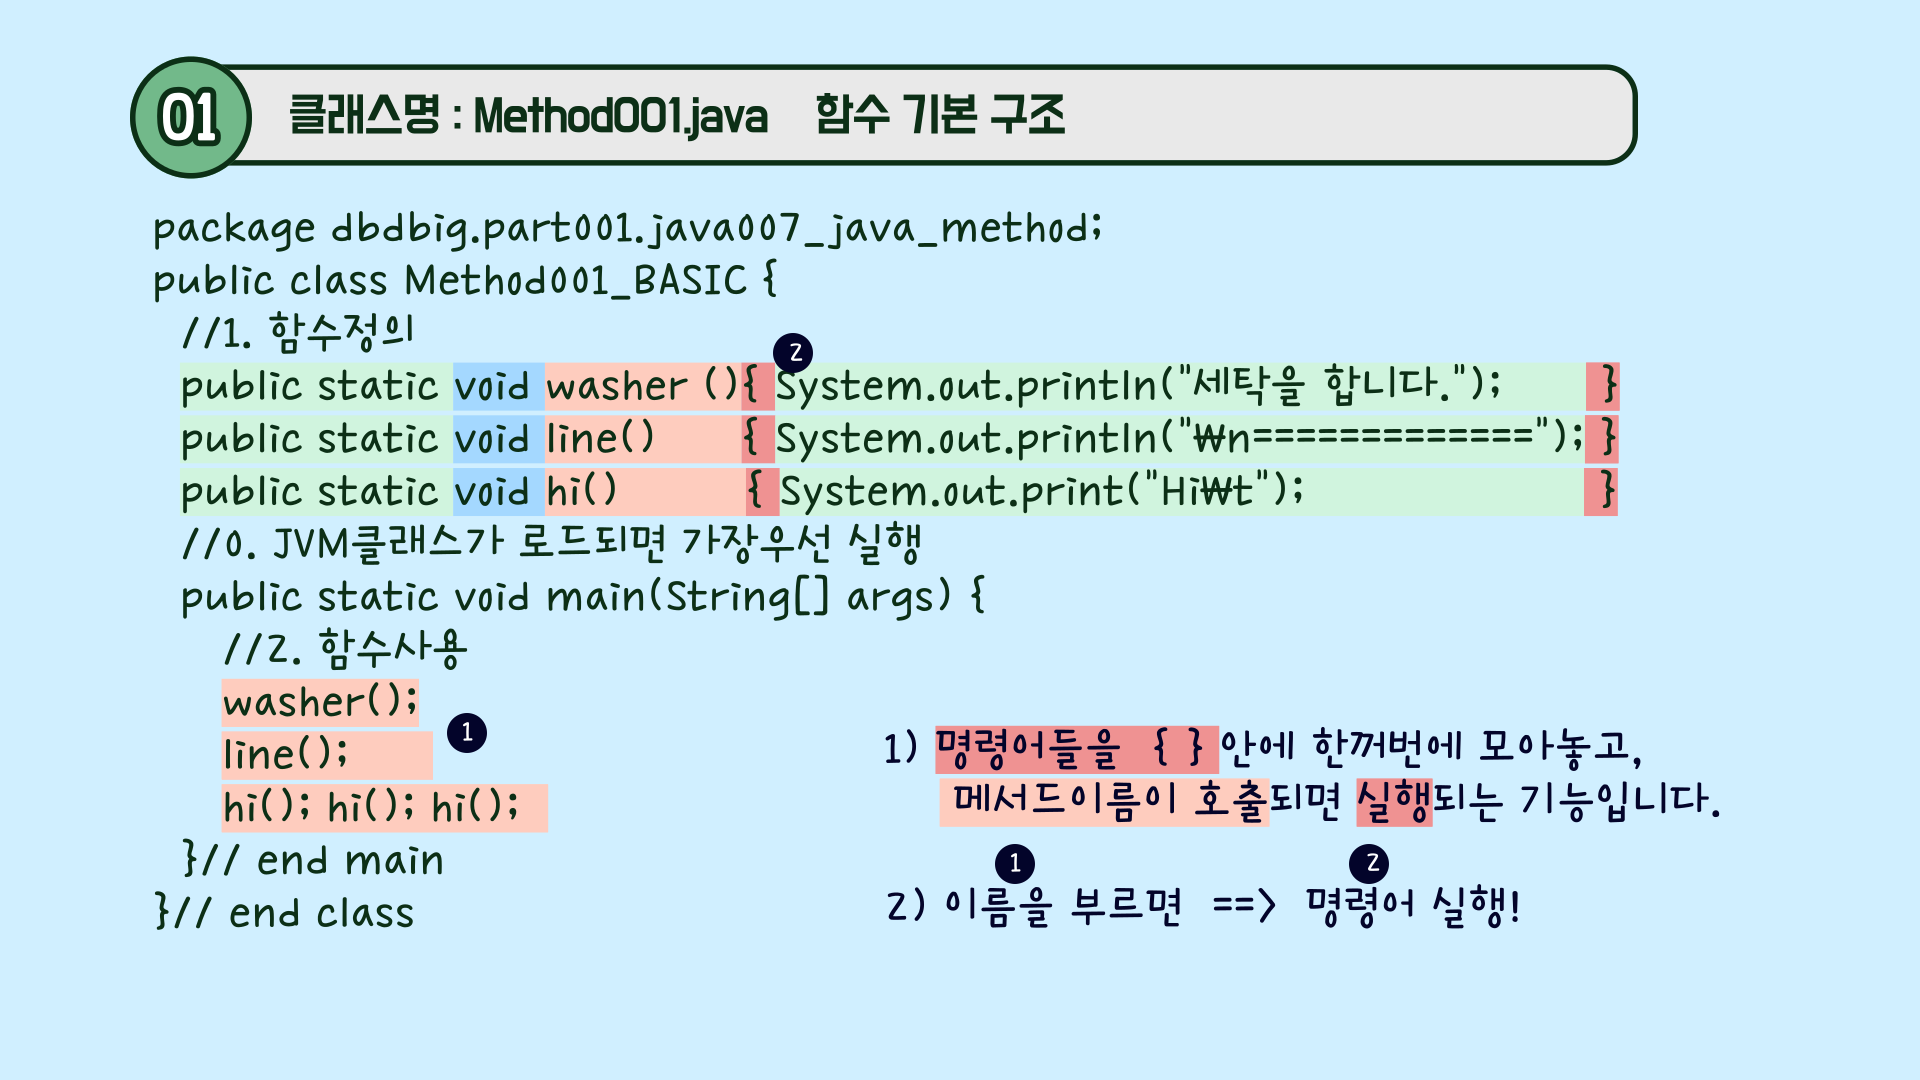 01 클래스명 : Method001.java 함수 기본 구조
package dbdbig.part001.java007_java_method;
public class Method001_BASIC {
//1. 함수정의
2
public static void washer (){ System.out.println("세탁을 합니다."); }
public static void line() { System.out.println("₩n============="); }
public static void hi() { System.out.print("Hi₩t"); }
//0. JVM클래스가 로드되면 가장우선 실행
public static void main(String[] args) {
//2. 함수사용
washer();
1
line();
hi(); hi(); hi();
}// end main
}// end class
1) 명령어들을 { } 안에 한꺼번에 모아놓고,
메서드이름이 호출되면 실행되는 기능입니다.
1 2
2) 이름을 부르면 ==> 명령어 실행!